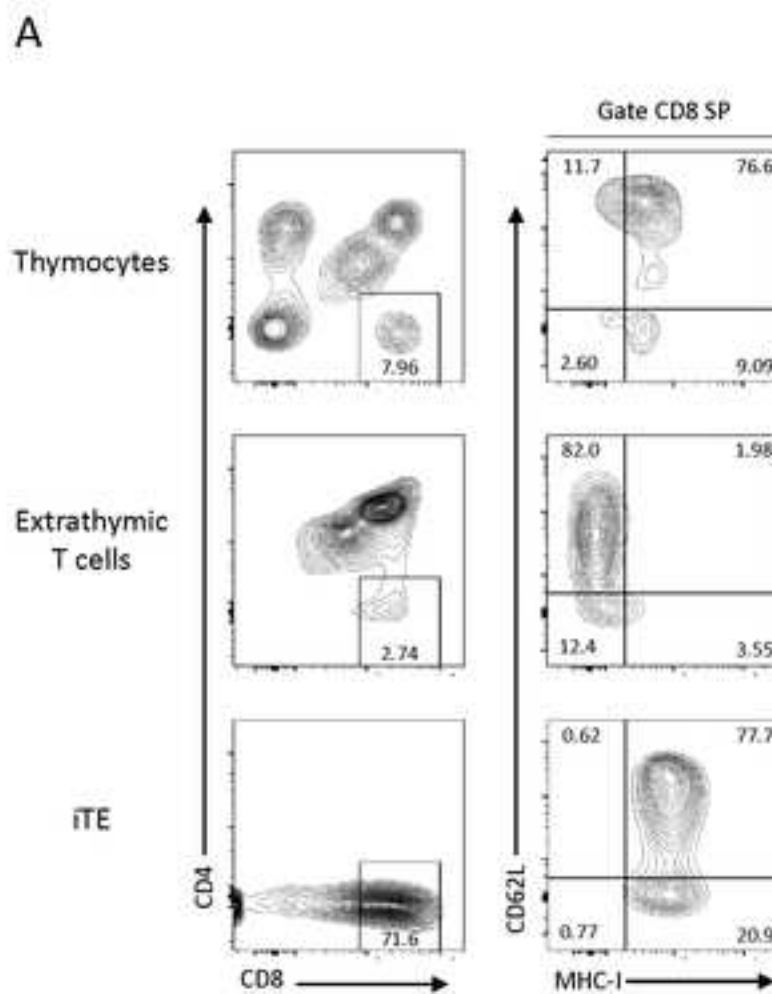 A
Gate CD8 SP
Thymocytes
7.96
11.7
76.6
2.60
9.09
Extrathymic
T cells
2.74
82.0
1.98
12.4
3.55
iTE
71.6
0.62
77.7
0.77
20.9
CD4
CD8
CD62L
MHC-I